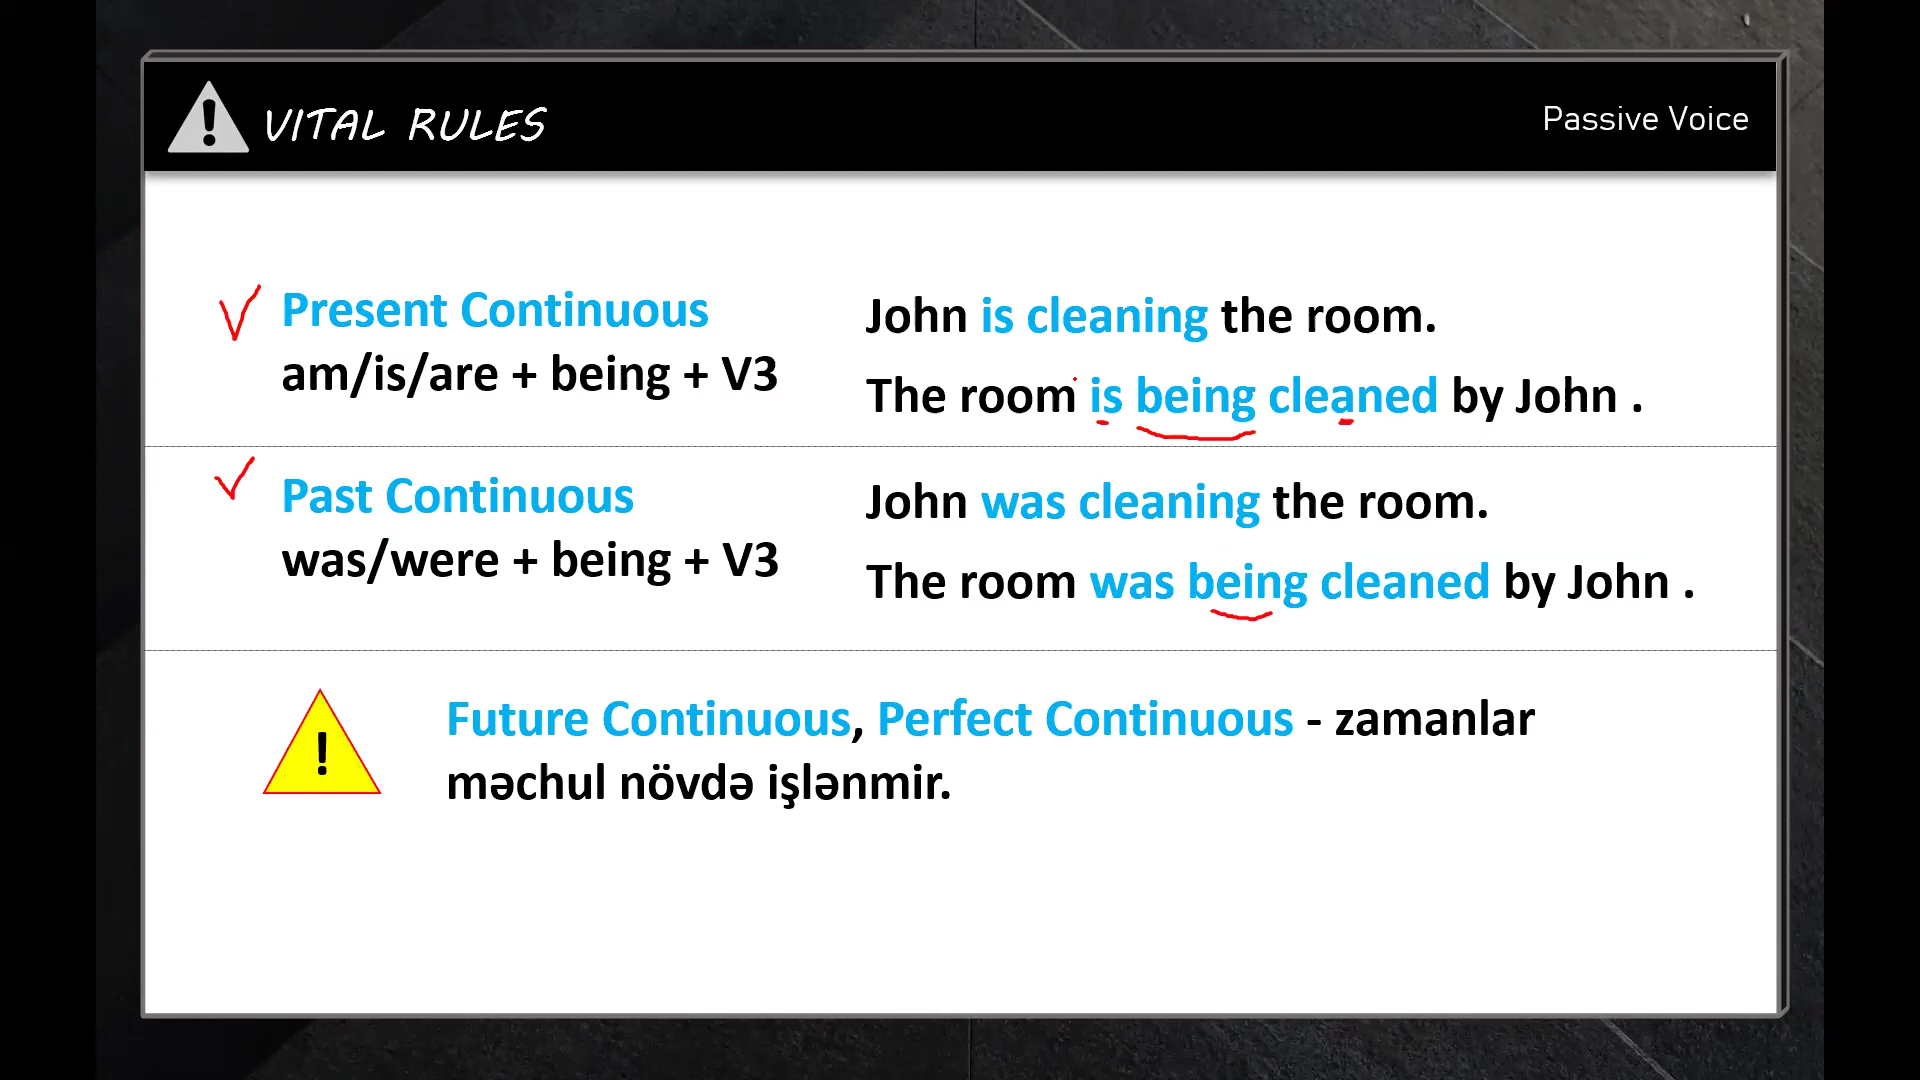 VITAL RULES
Passive Voice
Present Continuous
am/is/are + being + V3
John is cleaning the room.
The room is being cleaned by John .
Past Continuous
was/were + being + V3
John was cleaning the room.
The room was being cleaned by John .
Future Continuous, Perfect Continuous - zamanlar
məchul növdə işlənmir.